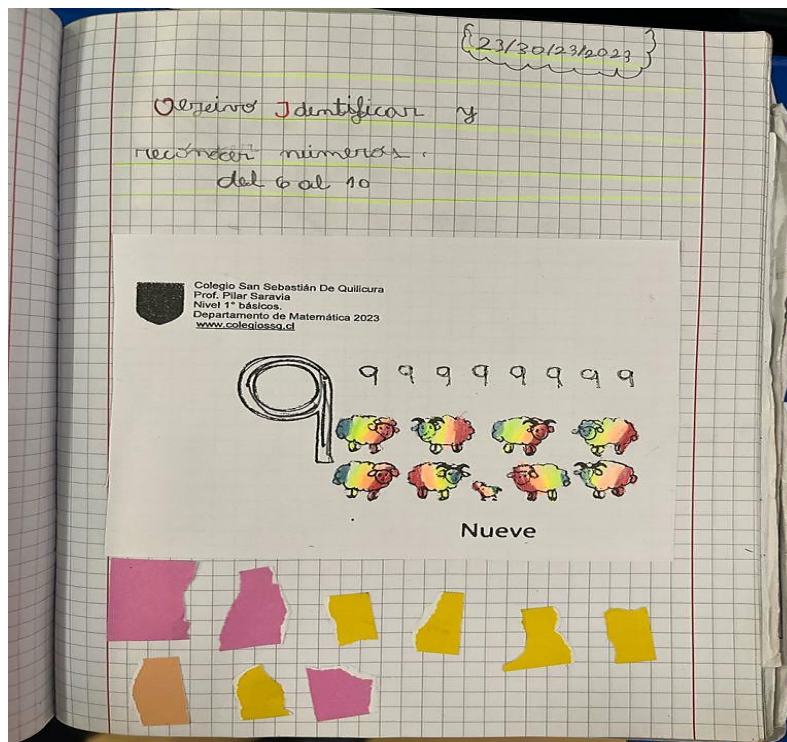 23/30/23/2023
Oejeivo Identificar y
reconocer números.
del 6 al 10
Colegio San Sebastián De Quilicura
Prof. Pilar Saravia
Nivel 1° básicos.
Departamento de Matemática 2023
www.colegiossq.cl
9 9 9 9 9 9 9 9 9
Nueve